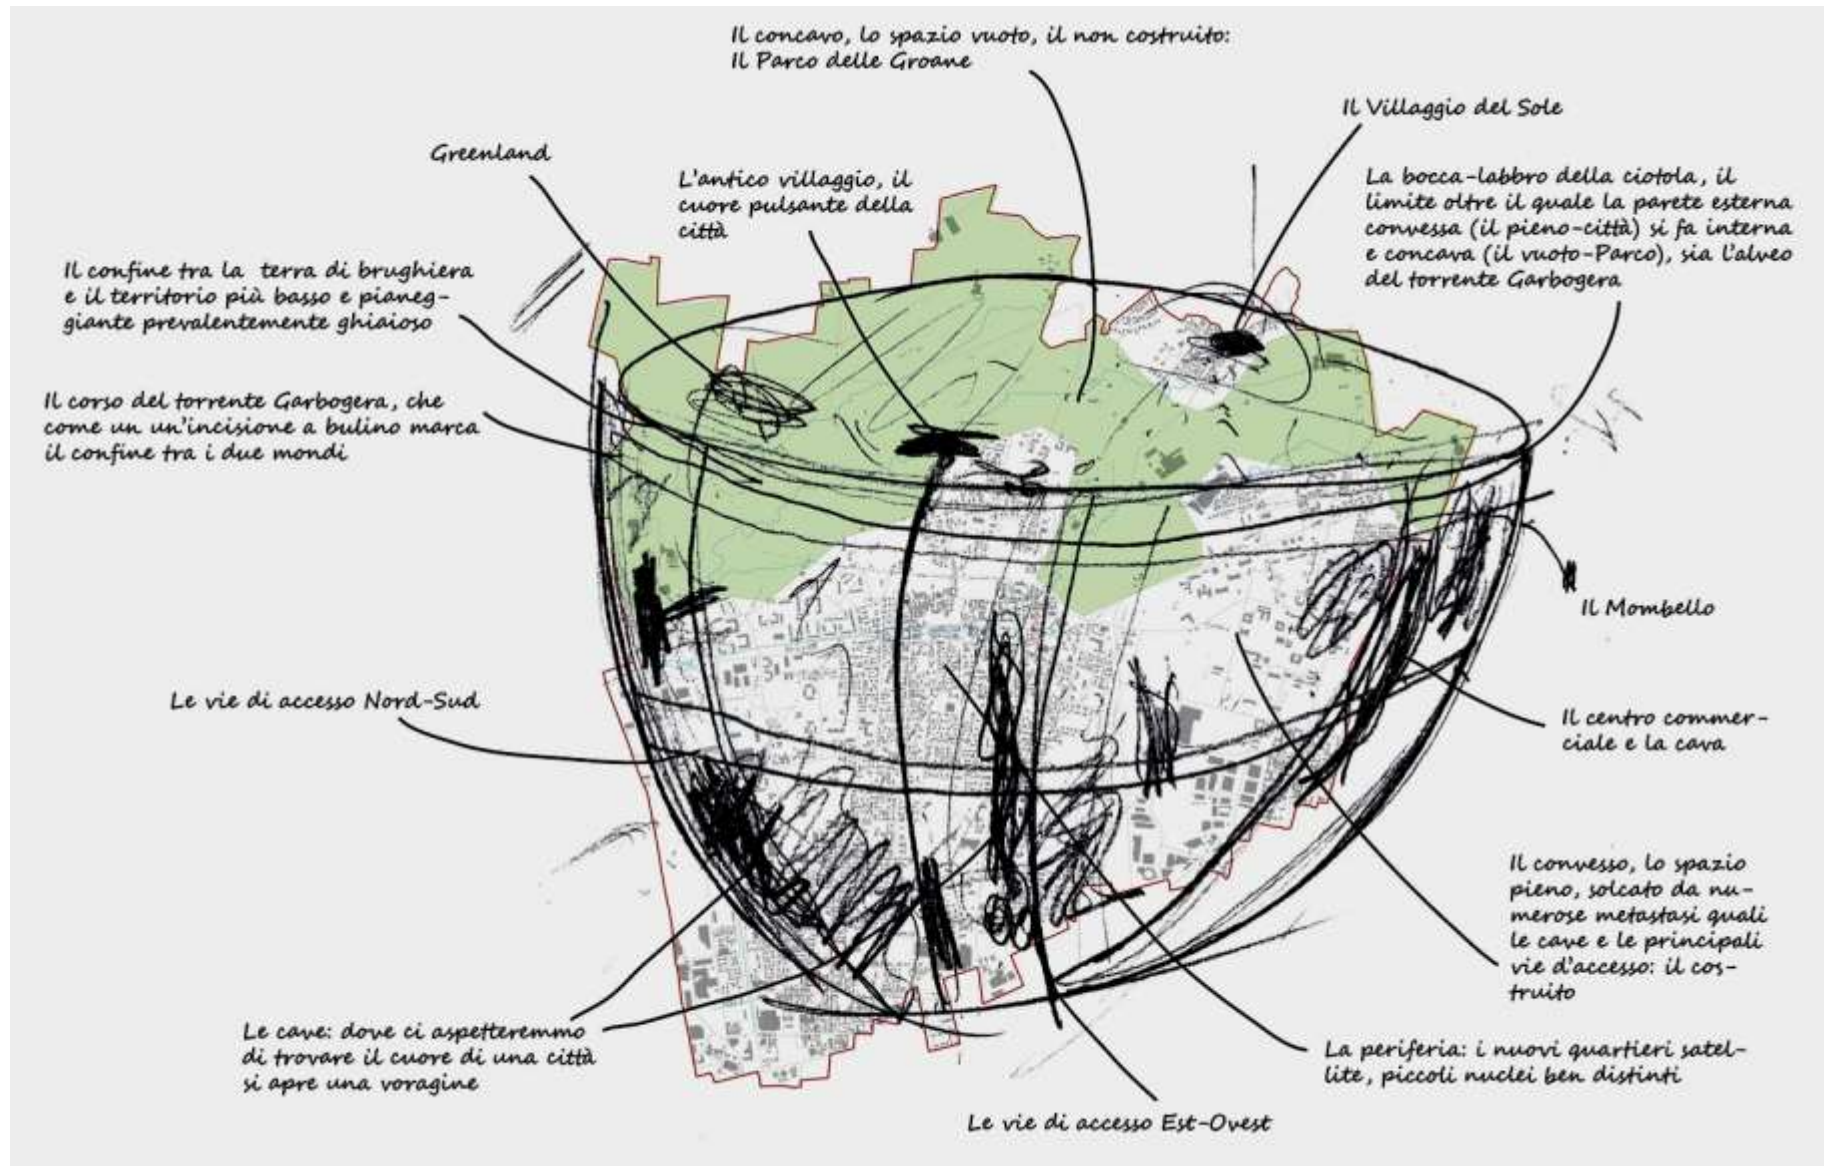 Il concavo, lo spazio vuoto, il non costruito:
Il Parco delle Groane
Il Villaggio del Sole
Greenland
L'antico villaggio, il
cuore pulsante della
città
La bocca-labbro della ciotola, il
limite oltre il quale la parete esterna
convessa (il pieno-città) si fa interna
e concava (il vuoto-Parco), sia l'alveo
del torrente Garbogera
Il confine tra la terra di brughiera
e il territorio più basso e pianeg-
giante prevalentemente ghiaioso
Il corso del torrente Garbogera, che
come un un'incisione a bulino marca
il confine tra i due mondi
Il Mombello
Le vie di accesso Nord-Sud
Il centro commer-
ciale e la cava
Il convesso, lo spazio
pieno, solcato da nu-
merose metastasi quali
le cave e le principali
vie d'accesso: il cos-
truito
Le cave: dove ci aspetteremmo
di trovare il cuore di una città
si apre una voragine
La periferia: i nuovi quartieri satel-
lite, piccoli nuclei ben distinti
Le vie di accesso Est-Ovest